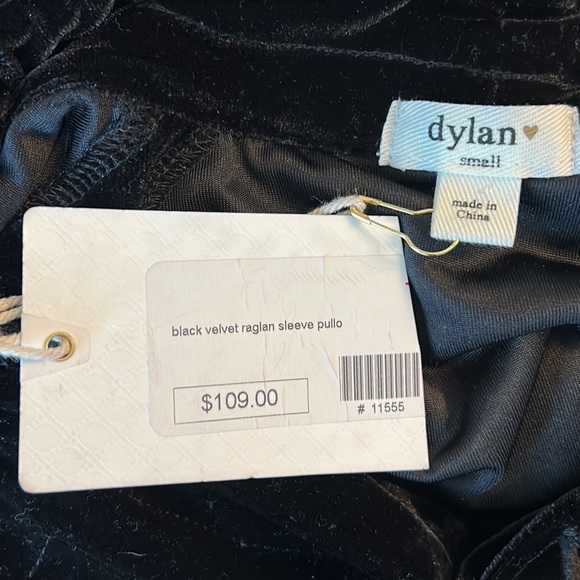 dylan
small
made in
China
black velvet raglan sleeve pullo
$109.00
# 11555